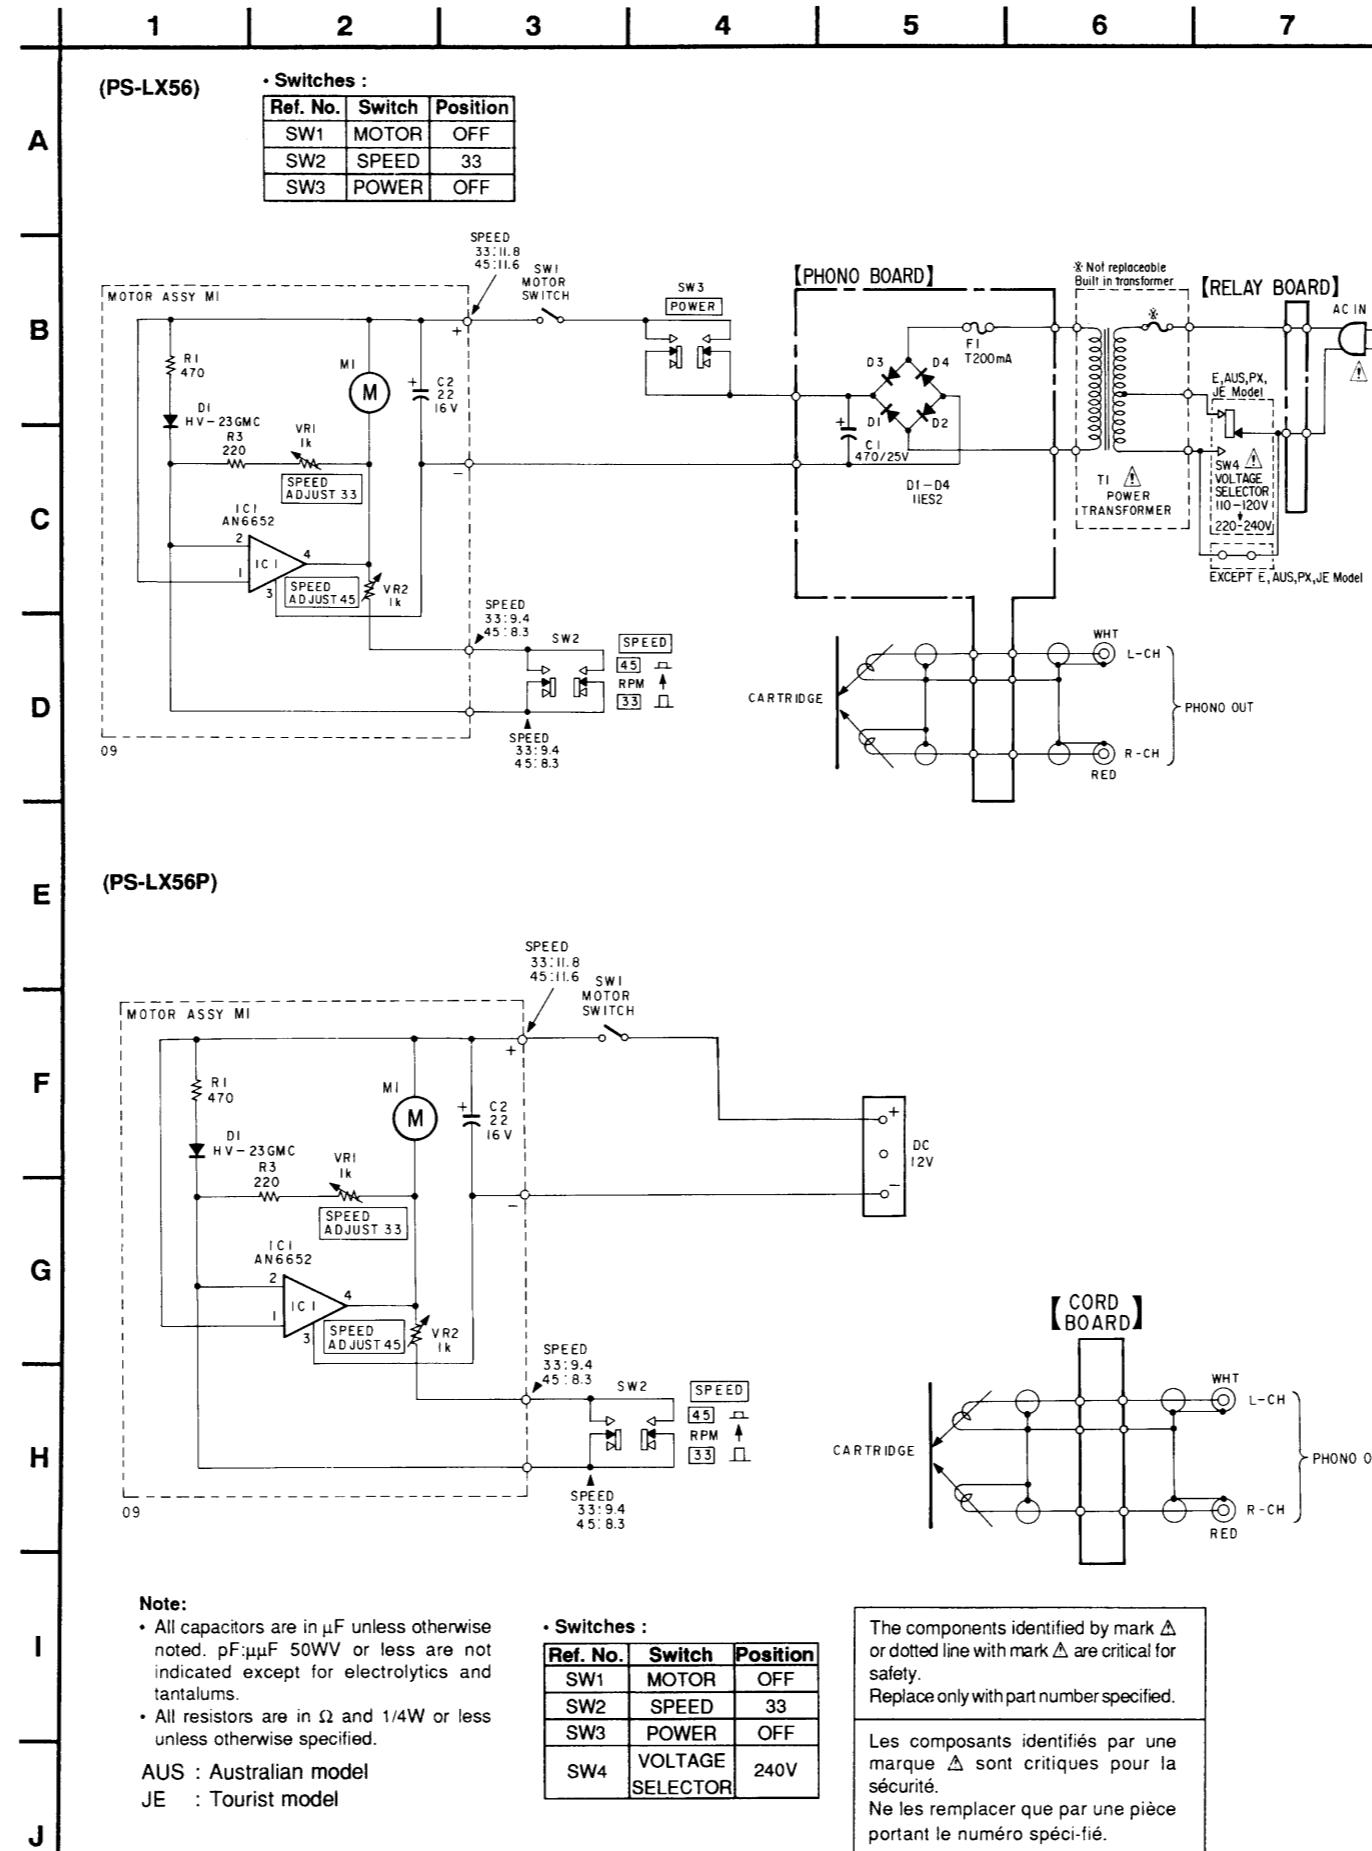 1 2 3 4 5 6 7
A
B
C
D
E
F
G
H
I
J
(PS-LX56)
• Switches :
Ref. No. Switch Position
SW1 MOTOR OFF
SW2 SPEED 33
SW3 POWER OFF
SPEED
33:11.8
45:11.6
SW1
MOTOR
SWITCH
MOTOR ASSY M1
R1
470
D1
HV-23GMC
R3
220
VR1
1k
SPEED
ADJUST 33
M1
M
+
C2
22
16V
+
−
IC1
AN6652
2
1
IC1
4
3
SPEED
ADJUST 45
VR2
1k
SPEED
33:9.4
45:8.3
SW2
SPEED
45
RPM
33
SPEED
33:9.4
45:8.3
09
SW3
POWER
【PHONO BOARD】
F1
T200mA
D3
D4
D1
D2
+
C1
470/25V
D1-D4
11ES2
※ Not replaceable
Built in transformer
※
T1 ⚠
POWER
TRANSFORMER
【RELAY BOARD】
AC IN
⚠
E,AUS,PX,
JE Model
SW4 ⚠
VOLTAGE
SELECTOR
110-120V
220-240V
EXCEPT E,AUS,PX,JE Model
CARTRIDGE
WHT
L-CH
PHONO OUT
R-CH
RED
(PS-LX56P)
SPEED
33:11.8
45:11.6
SW1
MOTOR
SWITCH
MOTOR ASSY M1
R1
470
D1
HV-23GMC
R3
220
VR1
1k
SPEED
ADJUST 33
M1
M
+
C2
22
16V
+
−
IC1
AN6652
2
1
IC1
4
3
SPEED
ADJUST 45
VR2
1k
+
−
DC
12V
SPEED
33:9.4
45:8.3
SW2
SPEED
45
RPM
33
SPEED
33:9.4
45:8.3
09
【CORD
BOARD】
CARTRIDGE
WHT
L-CH
PHONO O
R-CH
RED
Note:
• All capacitors are in μF unless otherwise
noted. pF:μμF 50WV or less are not
indicated except for electrolytics and
tantalums.
• All resistors are in Ω and 1/4W or less
unless otherwise specified.
AUS : Australian model
JE : Tourist model
• Switches :
Ref. No. Switch Position
SW1 MOTOR OFF
SW2 SPEED 33
SW3 POWER OFF
SW4 VOLTAGE SELECTOR 240V
The components identified by mark ⚠
or dotted line with mark ⚠ are critical for
safety.
Replace only with part number specified.
Les composants identifiés par une
marque ⚠ sont critiques pour la
sécurité.
Ne les remplacer que par une pièce
portant le numéro spéci-fié.